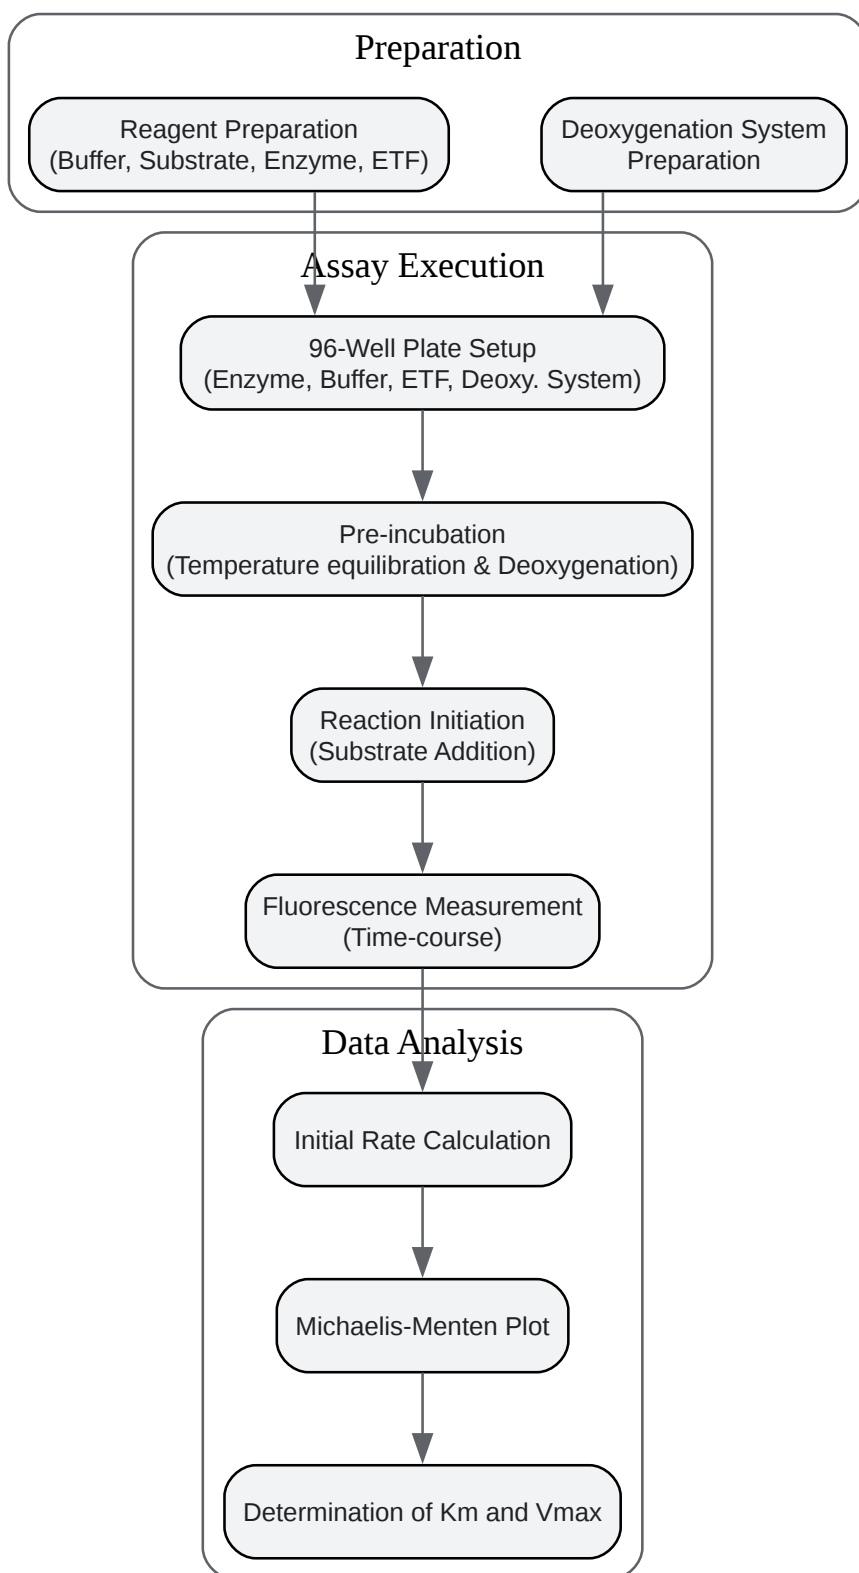 Preparation
Reagent Preparation
(Buffer, Substrate, Enzyme, ETF)
Deoxygenation System
Preparation
Assay Execution
96-Well Plate Setup
(Enzyme, Buffer, ETF, Deoxy. System)
Pre-incubation
(Temperature equilibration & Deoxygenation)
Reaction Initiation
(Substrate Addition)
Fluorescence Measurement
(Time-course)
Data Analysis
Initial Rate Calculation
Michaelis-Menten Plot
Determination of Km and Vmax